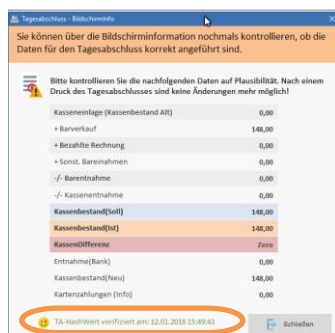 Tagesabschluss - Bildschirminfo
Sie können über die Bildschirminformation nochmals kontrollieren, ob die
Daten für den Tagesabschluss korrekt angeführt sind.
Bitte kontrollieren Sie die nachfolgenden Daten auf Plausibilität. Nach einem
Druck des Tagesabschlusses sind keine Änderungen mehr möglich!
Kasseneinlage (Kassenbestand Alt) 0,00
+ Barverkauf 148,00
+ Bezahlte Rechnung 0,00
+ Sonst. Bareinahmen 0,00
-/- Barentnahme 0,00
-/- Kassenentnahme 0,00
Kassenbestand(Soll) 148,00
Kassenbestand(Ist) 148,00
KassenDifferenz Zero
Entnahme(Bank) 0,00
Kassenbestand(Neu) 148,00
Kartenzahlungen (Info) 0,00
TA-HashWert verifiziert am: 12.01.2018 15:49:43
Schließen